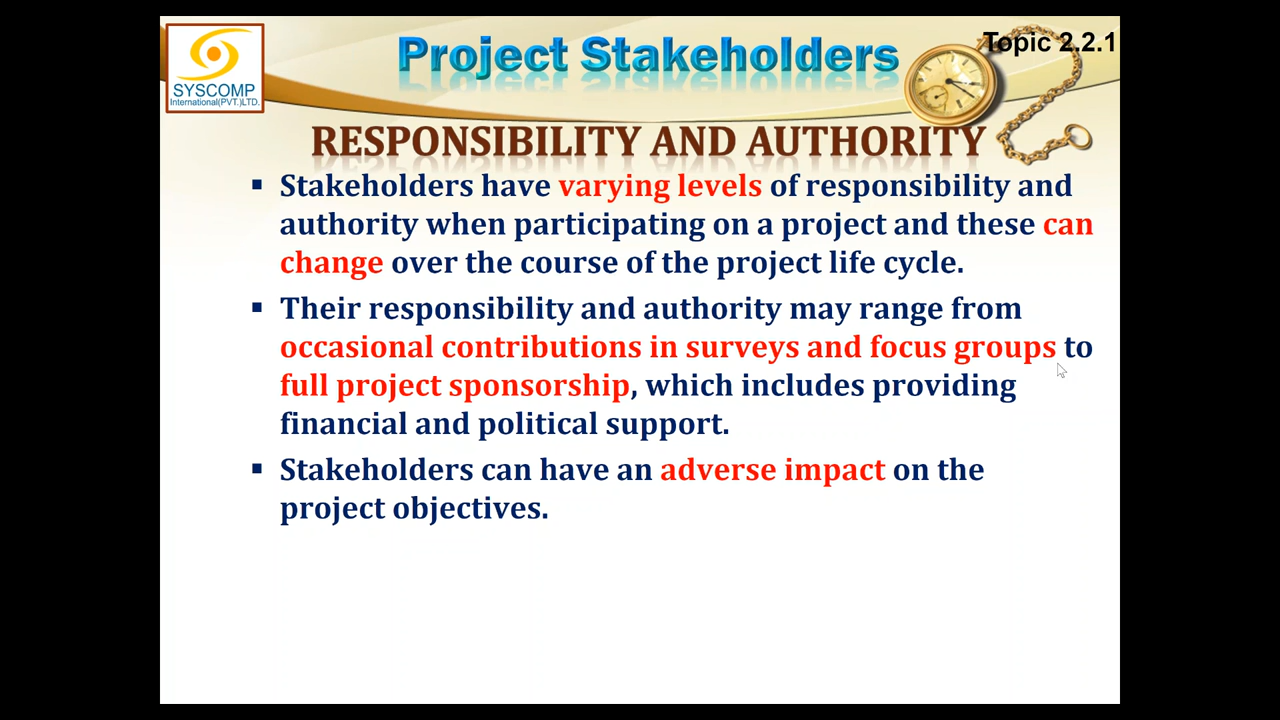 Project Stakeholders
Topic 2.2.1
SYSCOMP
International(PVT.)LTD.
RESPONSIBILITY AND AUTHORITY
▪ Stakeholders have varying levels of responsibility and
authority when participating on a project and these can
change over the course of the project life cycle.
▪ Their responsibility and authority may range from
occasional contributions in surveys and focus groups to
full project sponsorship, which includes providing
financial and political support.
▪ Stakeholders can have an adverse impact on the
project objectives.